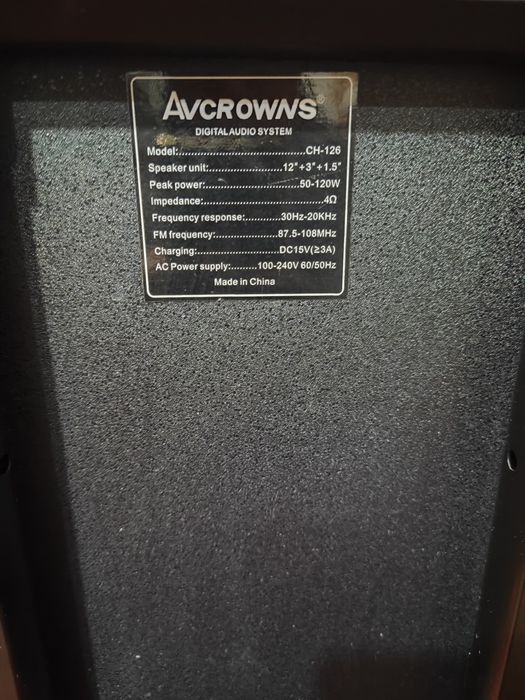 AVCROWNS®
DIGITAL AUDIO SYSTEM
Model:.................................CH-126
Speaker unit:...................12"+3"+1.5"
Peak power:.........................50-120W
Impedance:................................4Ω
Frequency response:..........30Hz-20KHz
FM frequency:................87.5-108MHz
Charging:......................DC15V(≥3A)
AC Power supply:.........100-240V 60/50Hz
Made in China